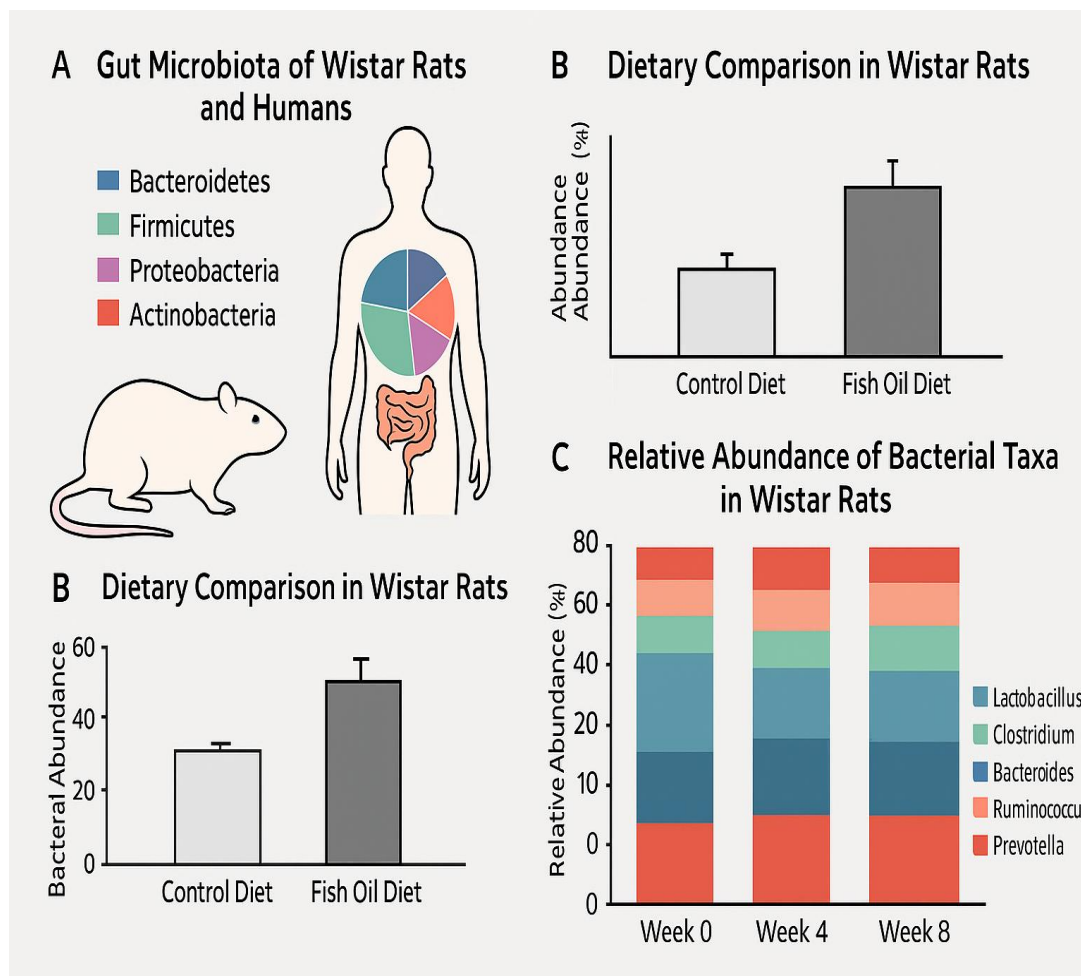 A Gut Microbiota of Wistar Rats
and Humans
Bacteroidetes
Firmicutes
Proteobacteria
Actinobacteria
B Dietary Comparison in Wistar Rats
Abundance
Abundance (%)
Control Diet Fish Oil Diet
B Dietary Comparison in Wistar Rats
Bacteral Abundance
60
40
20
0
Control Diet Fish Oil Diet
C Relative Abundance of Bacterial Taxa
in Wistar Rats
Relative Abundance (%)
80
60
40
20
10
0
0
Week 0 Week 4 Week 8
Lactobacillus
Clostridium
Bacteroides
Ruminococcu
Prevotella